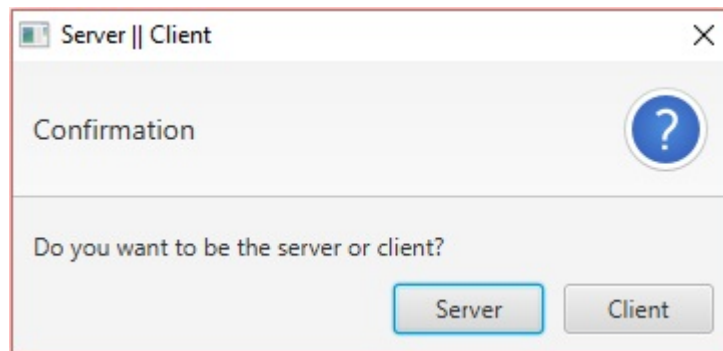 Server || Client
Confirmation
?
Do you want to be the server or client?
Server Client